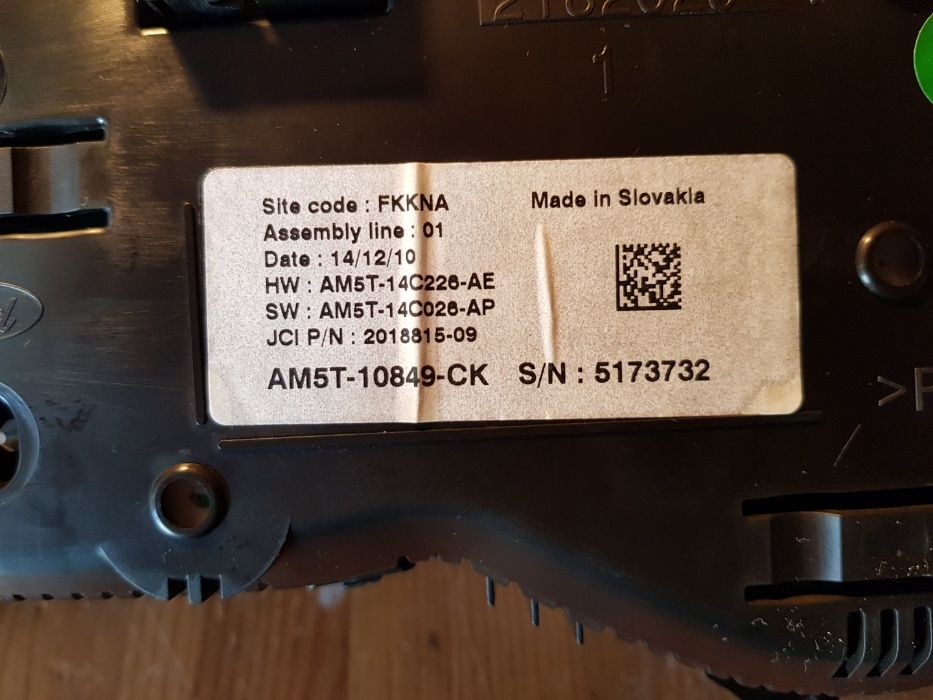 1
Site code : FKKNA
Made in Slovakia
Assembly line : 01
Date : 14/12/10
HW : AM5T-14C226-AE
SW : AM5T-14C026-AP
JCI P/N : 2018815-09
AM5T-10849-CK S/N : 5173732